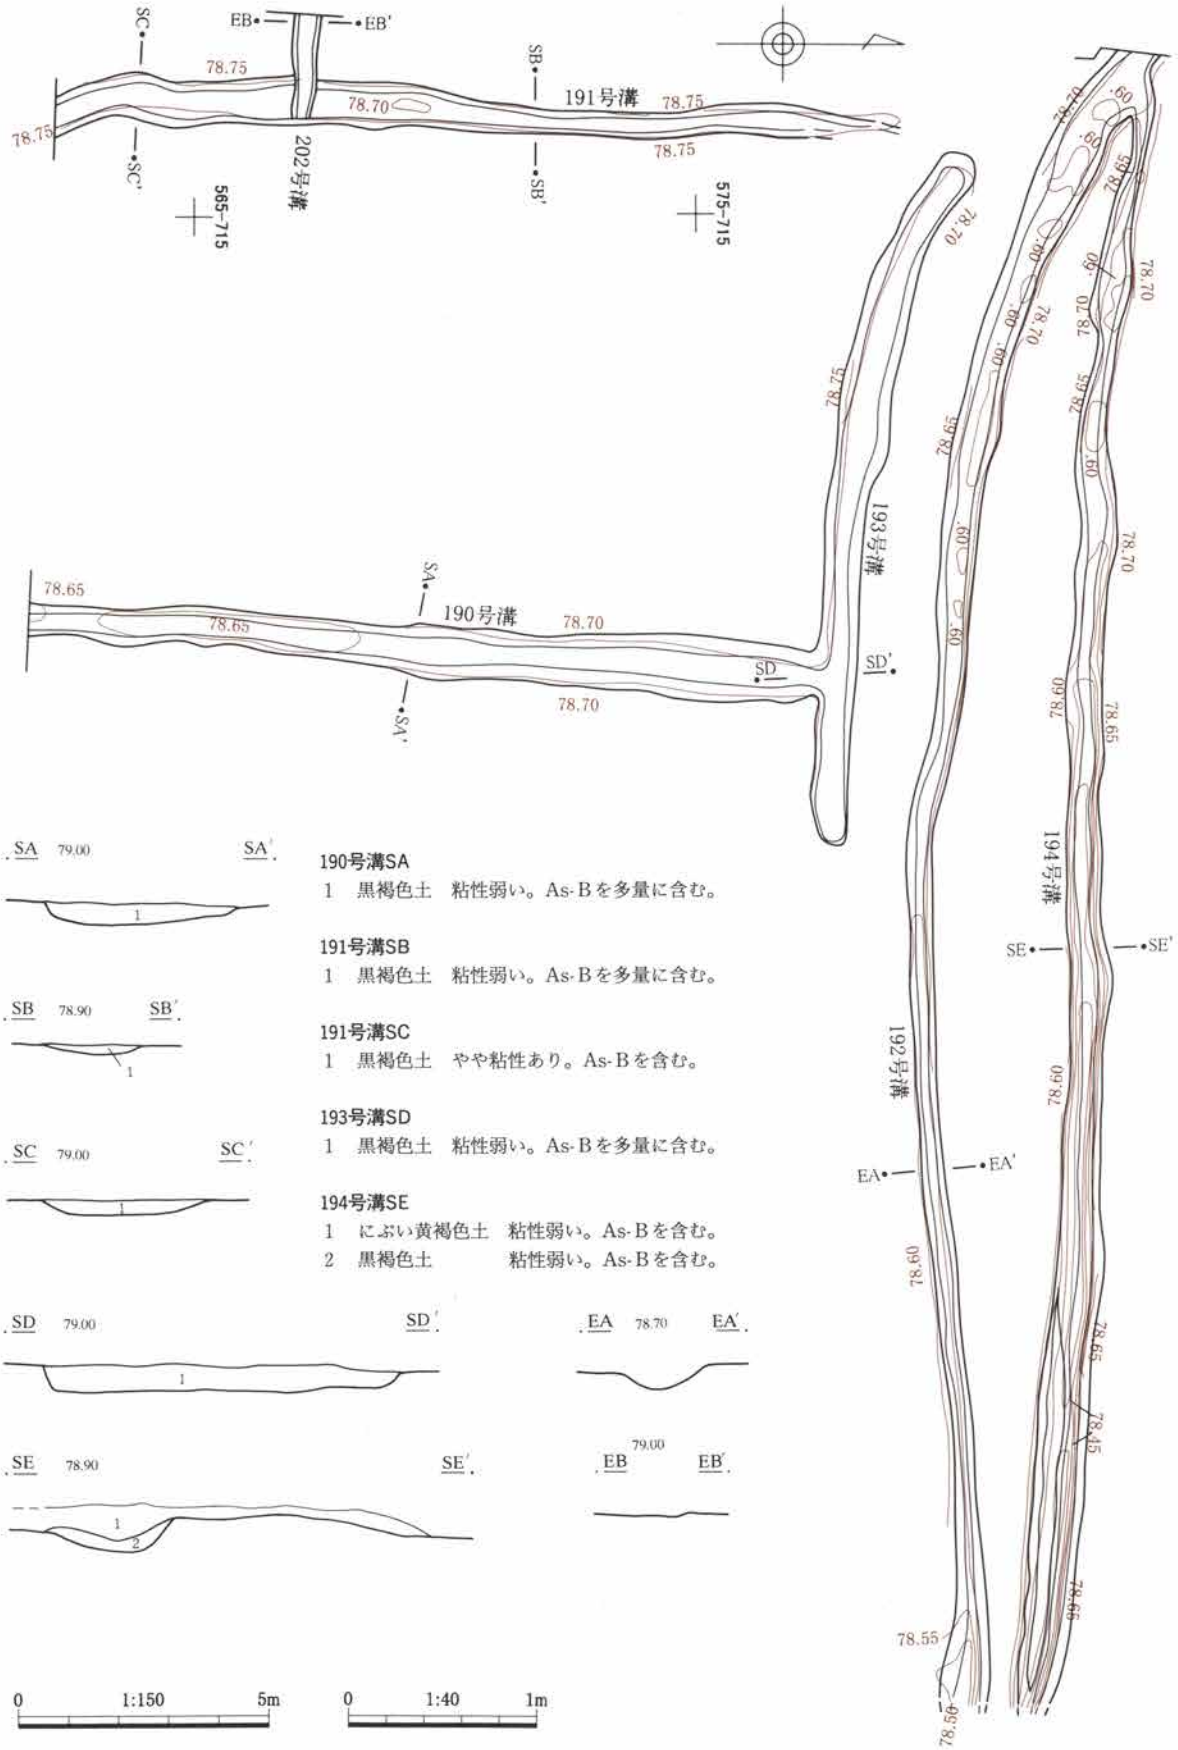 SC
EB
EB'
78.75
SB
191号溝
78.75
78.70
78.75
78.75
SC'
202号溝
SB'
565-715
575-715
78.70
.60
.60
78.65
78.70
.60
.60
78.70
78.70
.60
78.70
.60
78.75
78.65
78.65
.60
193号溝
.60
78.70
78.65
SA
190号溝
78.70
78.65
.60
SD
SD'
78.70
SA'
78.60
78.65
194号溝
SE
SE'
192号溝
78.60
EA
EA'
78.60
78.65
78.45
78.65
78.55
78.50
SA 79.00 SA'
1
190号溝SA
1 黒褐色土 粘性弱い。As-Bを多量に含む。
191号溝SB
1 黒褐色土 粘性弱い。As-Bを多量に含む。
SB 78.90 SB'
1
191号溝SC
1 黒褐色土 やや粘性あり。As-Bを含む。
193号溝SD
1 黒褐色土 粘性弱い。As-Bを多量に含む。
SC 79.00 SC'
1
194号溝SE
1 にぶい黄褐色土 粘性弱い。As-Bを含む。
2 黒褐色土 粘性弱い。As-Bを含む。
SD 79.00 SD'
1
EA 78.70 EA'
SE 78.90 SE'
1
2
79.00
EB EB'
0 1:150 5m
0 1:40 1m